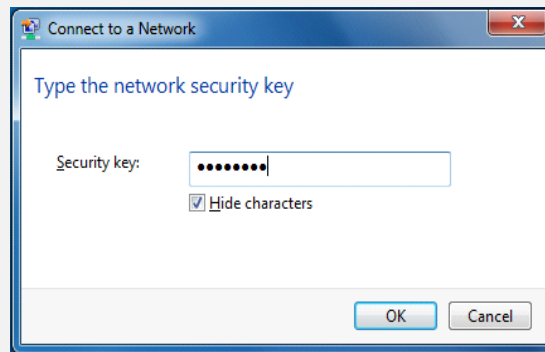 Connect to a Network
Type the network security key
Security key: ••••••••
Hide characters
OK Cancel